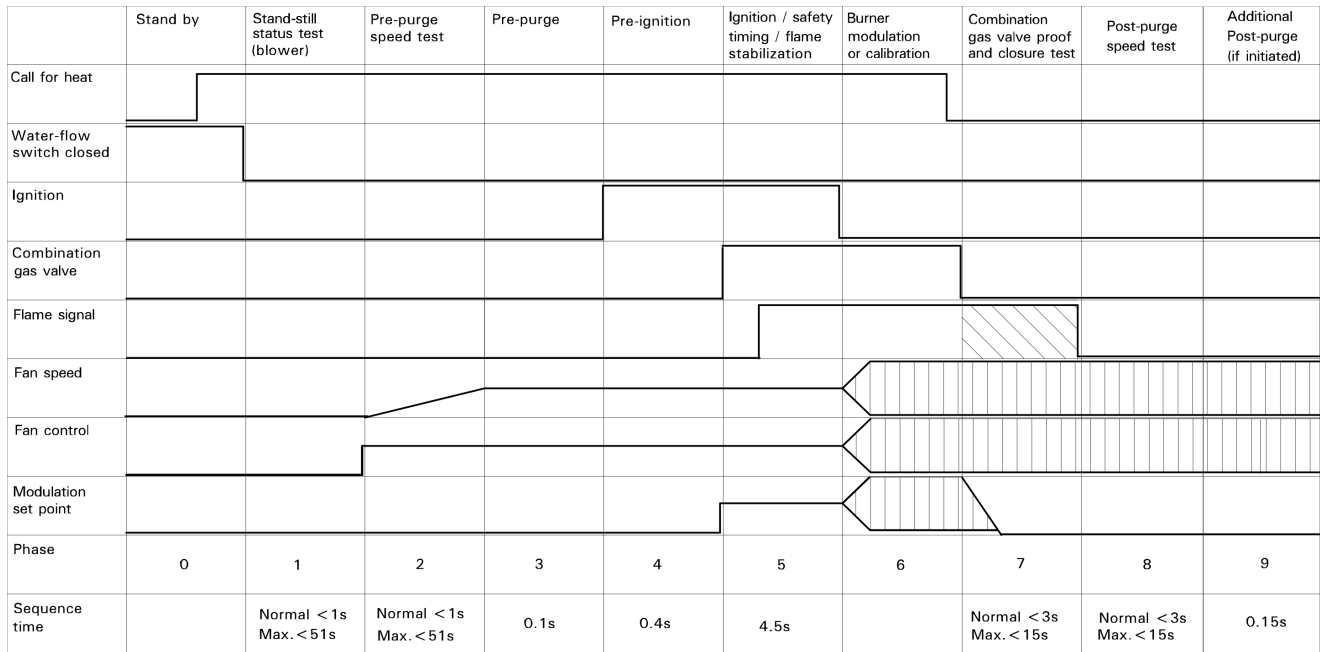 Stand by
Stand-still
status test
(blower)
Pre-purge
speed test
Pre-purge
Pre-ignition
Ignition / safety
timing / flame
stabilization
Burner
modulation
or calibration
Combination
gas valve proof
and closure test
Post-purge
speed test
Additional
Post-purge
(if initiated)
Call for heat
Water-flow
switch closed
Ignition
Combination
gas valve
Flame signal
Fan speed
Fan control
Modulation
set point
Phase
0
1
2
3
4
5
6
7
8
9
Sequence
time
Normal <1s
Max.<51s
Normal <1s
Max.<51s
0.1s
0.4s
4.5s
Normal <3s
Max.<15s
Normal <3s
Max.<15s
0.15s